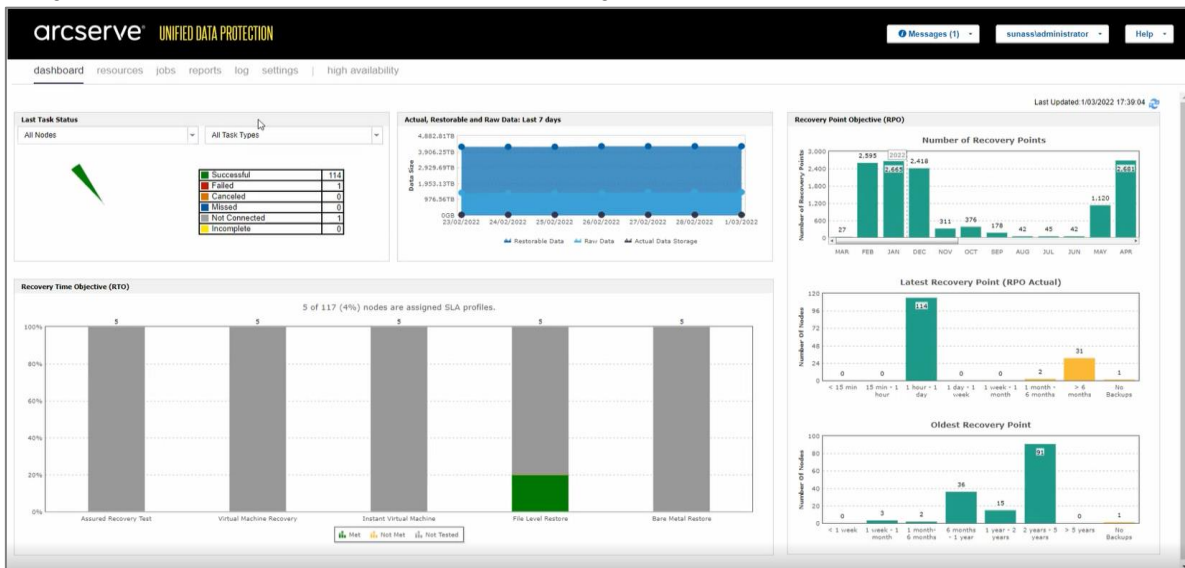 arcserve® UNIFIED DATA PROTECTION
Messages (1)
sunass\administrator
Help
dashboard resources jobs reports log settings | high availability
Last Updated:1/03/2022 17:39:04
Last Task Status
All Nodes
All Task Types
Successful 114
Failed 1
Canceled 0
Missed 0
Not Connected 1
Incomplete 0
Actual, Restorable and Raw Data: Last 7 days
Data Size
4,882.81TB
3,906.25TB
2,929.69TB
1,953.13TB
976.56TB
0GB
23/02/2022 24/02/2022 25/02/2022 26/02/2022 27/02/2022 28/02/2022 1/03/2022
Restorable Data Raw Data Actual Data Storage
Recovery Point Objective (RPO)
Number of Recovery Points
Number of Recovery Points
3,000
2,400
1,800
1,200
600
0
2022
27 2,595 2,665 2,418 311 376 178 42 45 42 1,120 2,681
MAR FEB JAN DEC NOV OCT SEP AUG JUL JUN MAY APR
Recovery Time Objective (RTO)
5 of 117 (4%) nodes are assigned SLA profiles.
5 5 5 5 5
100%
80%
60%
40%
20%
0%
Assured Recovery Test Virtual Machine Recovery Instant Virtual Machine File Level Restore Bare Metal Restore
Met Not Met Not Tested
Latest Recovery Point (RPO Actual)
Number Of Nodes
120
96
72
48
24
0
0 0 114 0 0 2 31 1
< 15 min 15 min - 1 hour 1 hour - 1 day 1 day - 1 week 1 week - 1 month 1 month - 6 months > 6 months No Backups
Oldest Recovery Point
Number Of Nodes
100
80
60
40
20
0
0 3 2 36 15 91 0 1
< 1 week 1 week - 1 month 1 month- 6 months 6 months - 1 year 1 year - 2 years 2 years - 5 years > 5 years No Backups